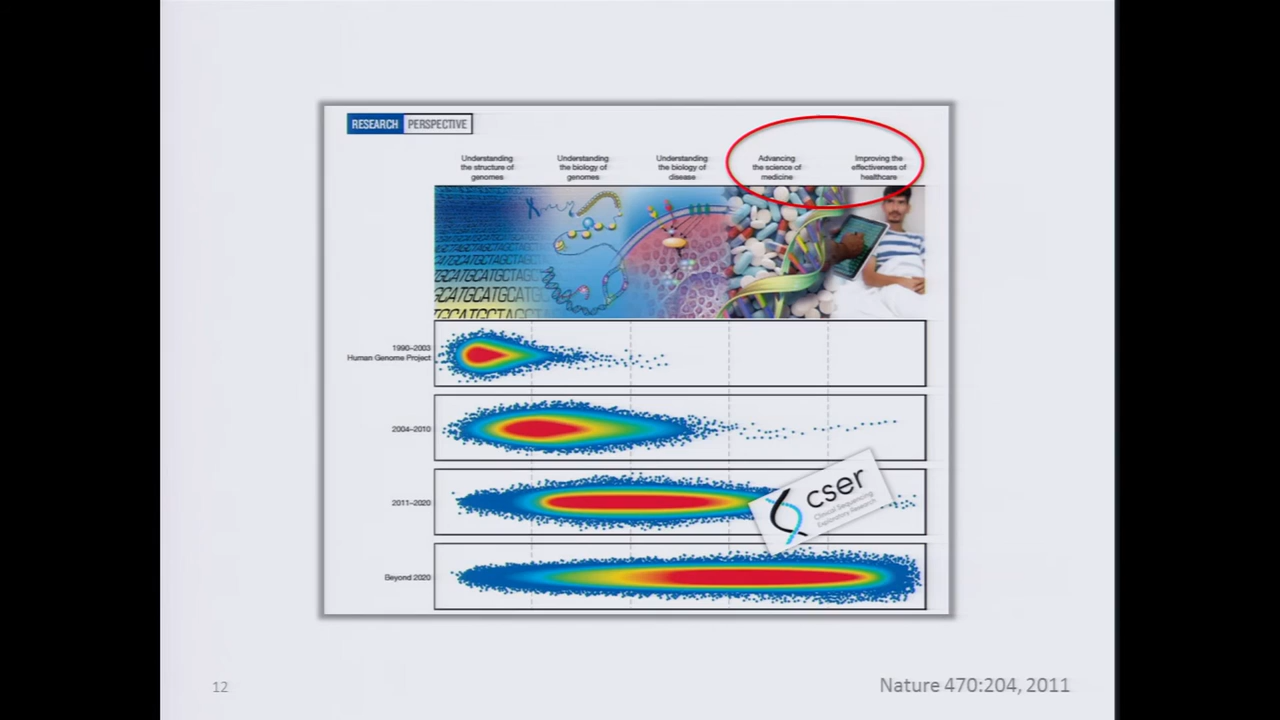 RESEARCH PERSPECTIVE
Understanding
the structure of
genomes
Understanding
the biology of
genomes
Understanding
the biology of
disease
Advancing
the science of
medicine
Improving the
effectiveness of
healthcare
GCATGCATGCTAGC
TGCATGCTAGCT
1990–2003
Human Genome Project
2004–2010
2011–2020
cser
Clinical Sequencing
Exploratory Research
Beyond 2020
12
Nature 470:204, 2011